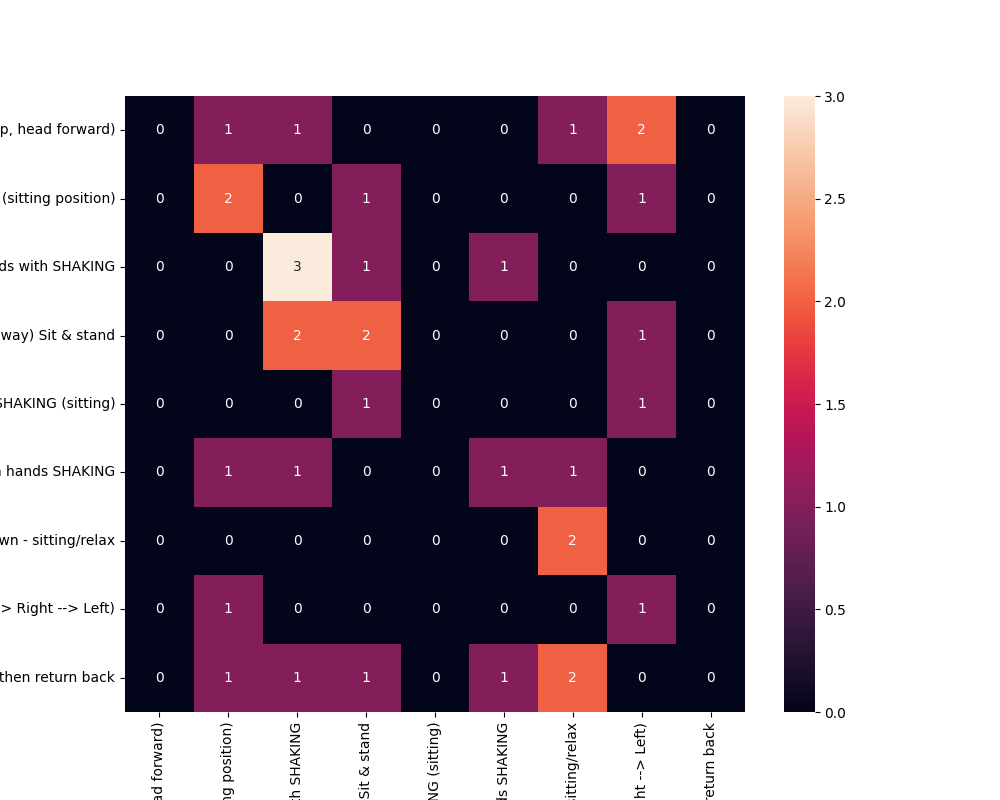 p, head forward) 0 1 1 0 0 0 1 2 0
(sitting position) 0 2 0 1 0 0 0 1 0
ds with SHAKING 0 0 3 1 0 1 0 0 0
way) Sit & stand 0 0 2 2 0 0 0 1 0
SHAKING (sitting) 0 0 0 1 0 0 0 1 0
hands SHAKING 0 1 1 0 0 1 1 0 0
wn - sitting/relax 0 0 0 0 0 0 2 0 0
> Right --> Left) 0 1 0 0 0 0 0 1 0
then return back 0 1 1 1 0 1 2 0 0
ad forward)
ng position)
th SHAKING
Sit & stand
NG (sitting)
ds SHAKING
sitting/relax
ht --> Left)
return back
3.0
2.5
2.0
1.5
1.0
0.5
0.0